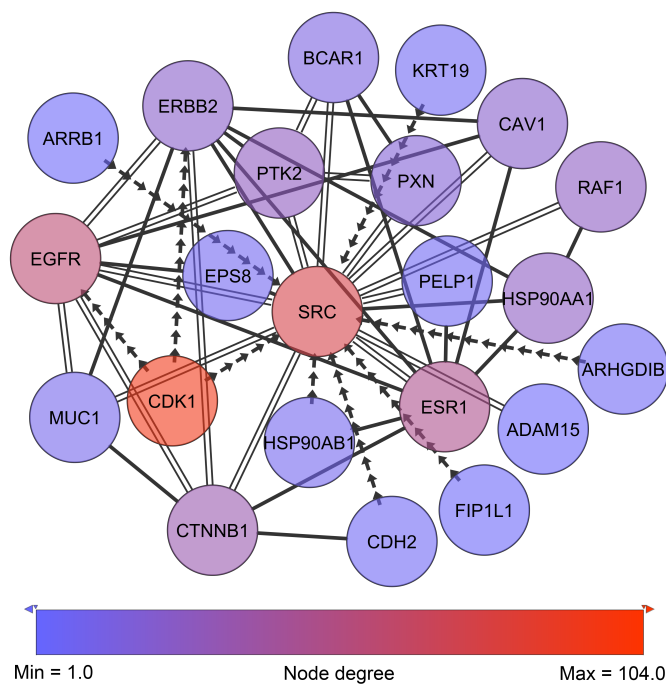 BCAR1
KRT19
ERBB2
CAV1
ARRB1
PTK2
PXN
RAF1
EGFR
EPS8
PELP1
SRC
HSP90AA1
ARHGDIB
CDK1
ESR1
MUC1
ADAM15
HSP90AB1
FIP1L1
CTNNB1
CDH2
Min = 1.0 Node degree Max = 104.0